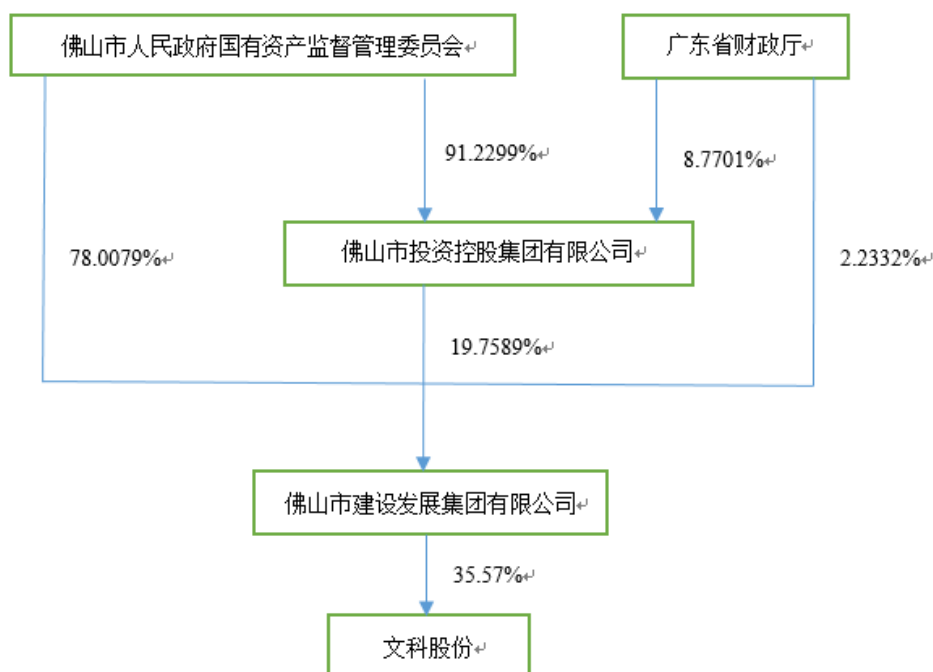 佛山市人民政府国有资产监督管理委员会
广东省财政厅
91.2299%
8.7701%
78.0079%
佛山市投资控股集团有限公司
2.2332%
19.7589%
佛山市建设发展集团有限公司
35.57%
文科股份